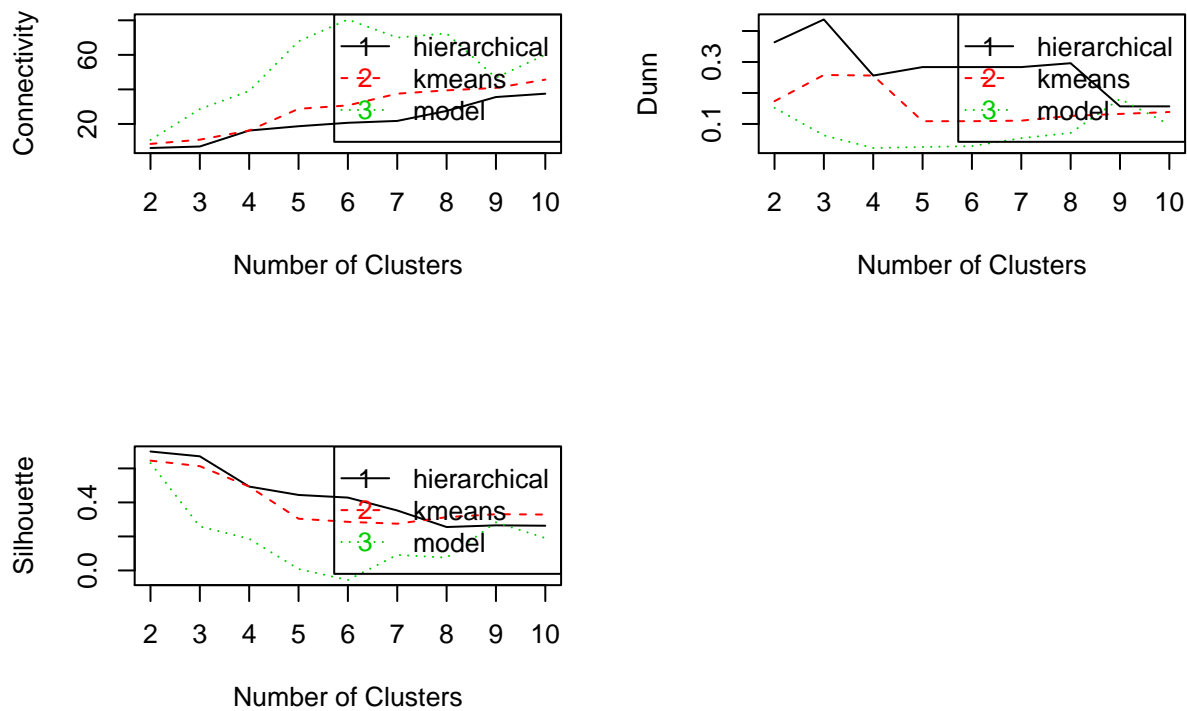 Connectivity
60
20
1 hierarchical
2 kmeans
3 model
2 3 4 5 6 7 8 9 10
Number of Clusters
Dunn
0.3
0.1
1 hierarchical
2 kmeans
3 model
2 3 4 5 6 7 8 9 10
Number of Clusters
Silhouette
0.4
0.0
1 hierarchical
2 kmeans
3 model
2 3 4 5 6 7 8 9 10
Number of Clusters